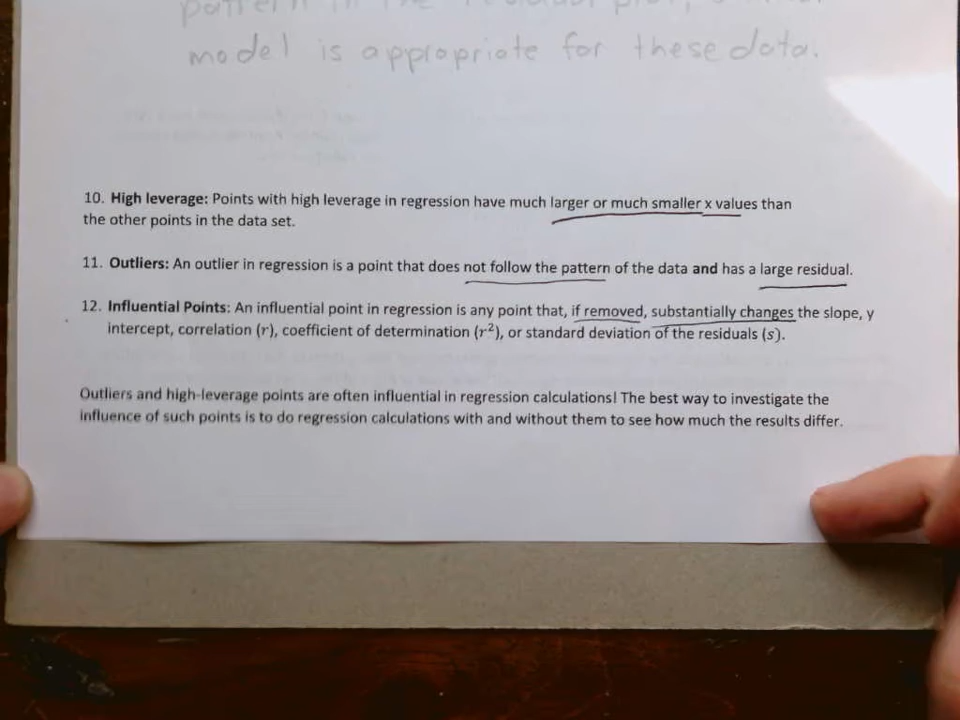 pattern in the residual plot, a
model is appropriate for these data.
10. High leverage: Points with high leverage in regression have much larger or much smaller x values than
the other points in the data set.
11. Outliers: An outlier in regression is a point that does not follow the pattern of the data and has a large residual.
12. Influential Points: An influential point in regression is any point that, if removed, substantially changes the slope, y
intercept, correlation (r), coefficient of determination (r²), or standard deviation of the residuals (s).
Outliers and high-leverage points are often influential in regression calculations! The best way to investigate the
influence of such points is to do regression calculations with and without them to see how much the results differ.